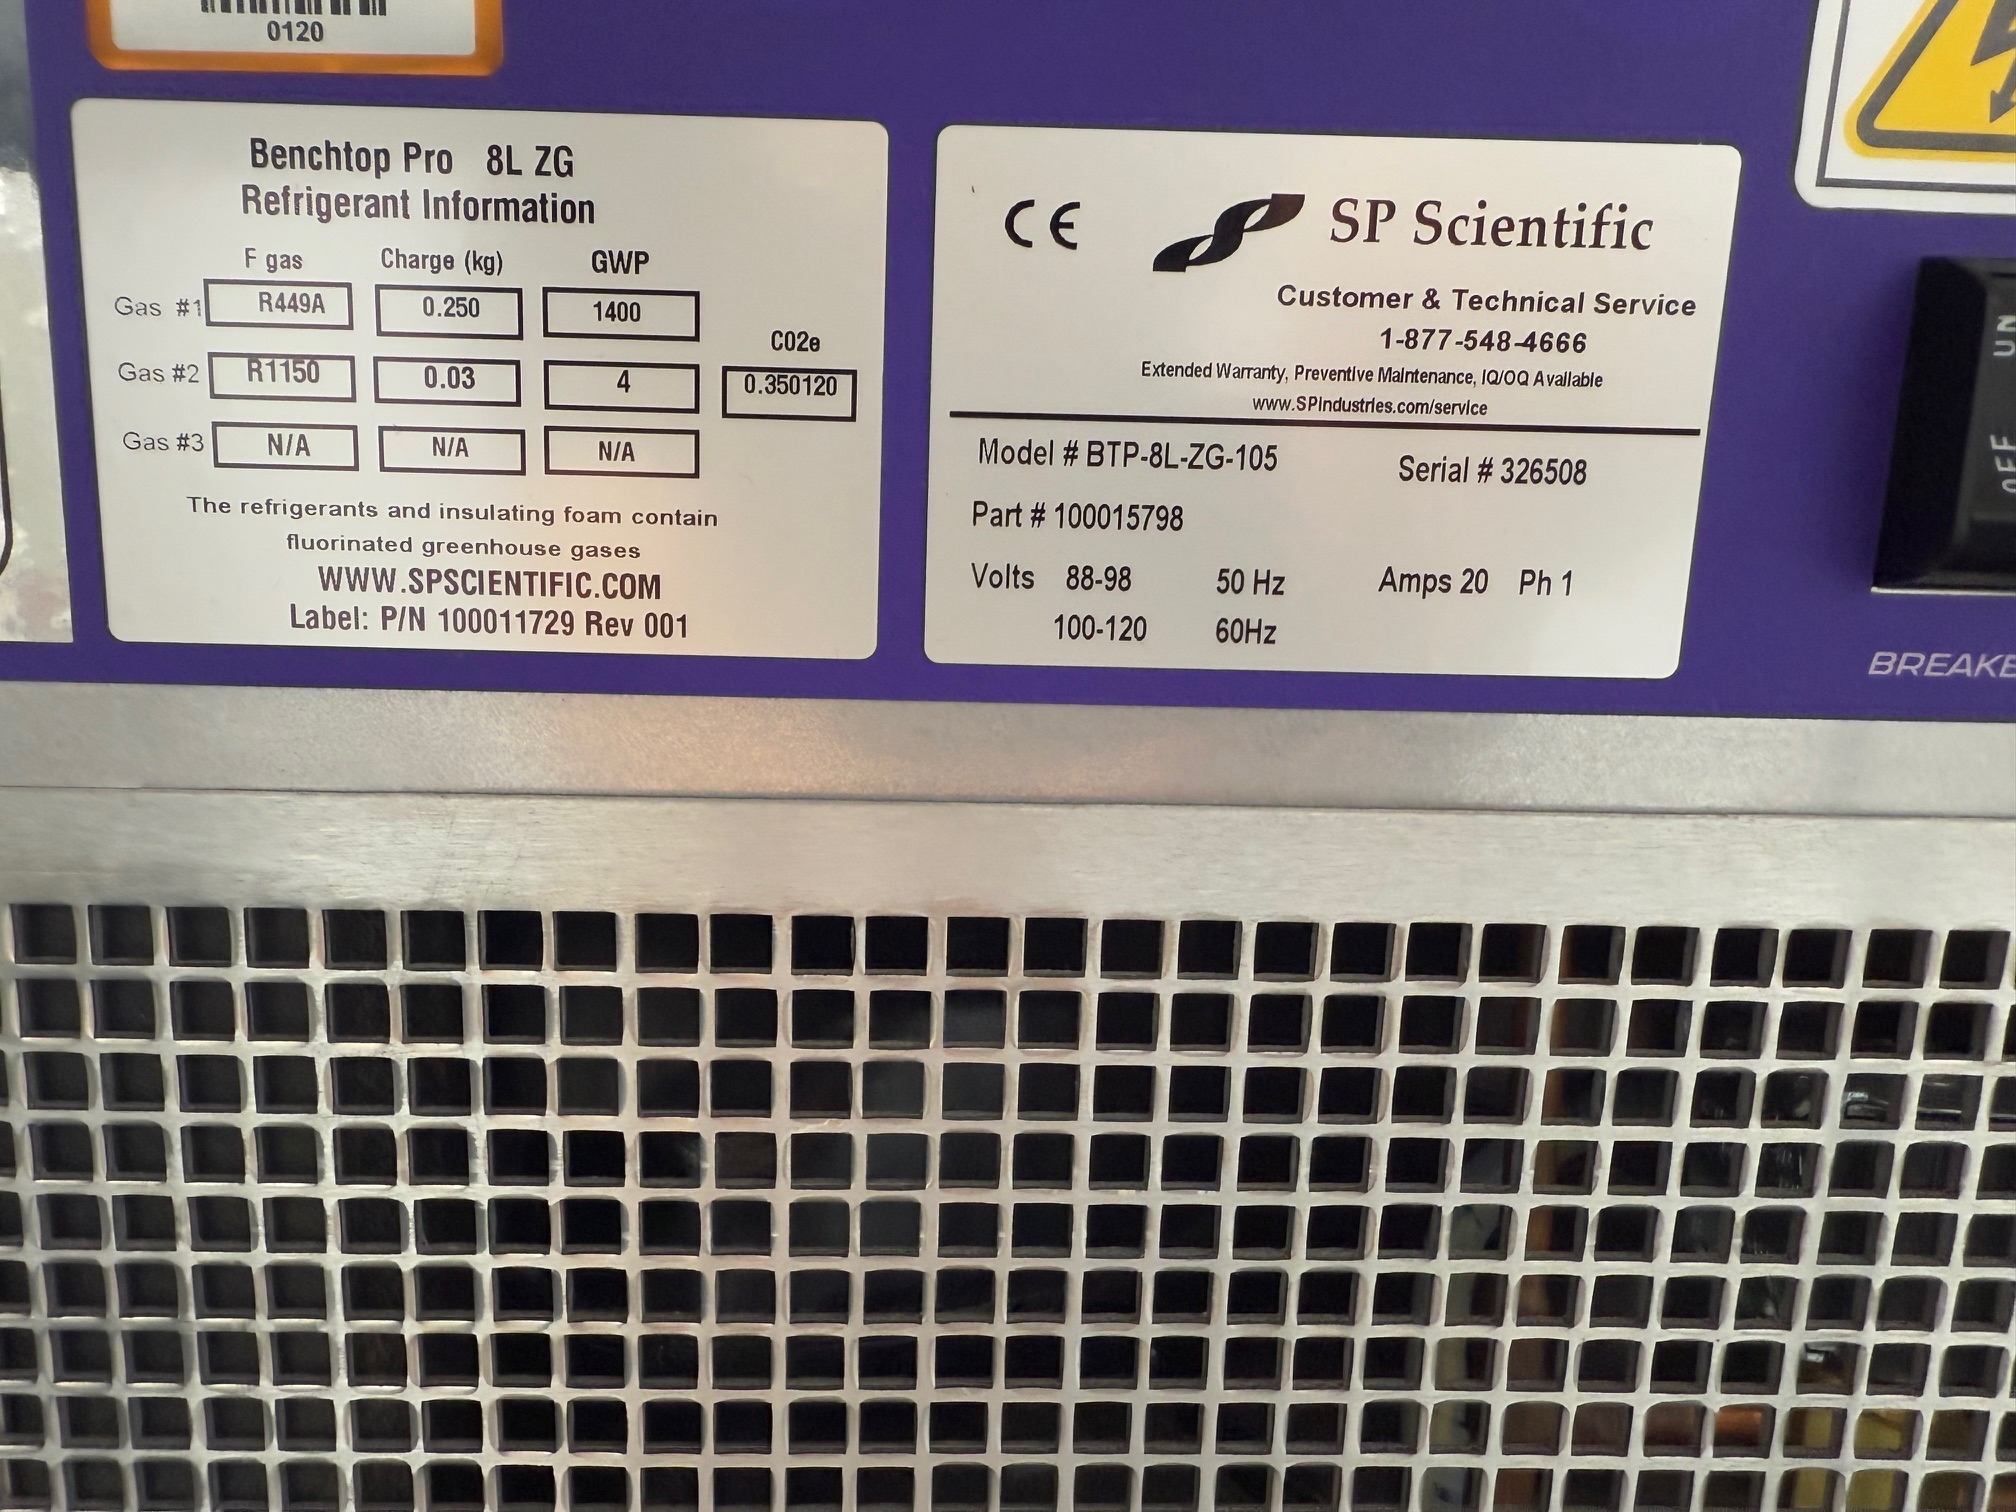 0120
Benchtop Pro 8L ZG
Refrigerant Information
F gas Charge (kg) GWP
Gas #1 R449A 0.250 1400
CO2e
Gas #2 R1150 0.03 4 0.350120
Gas #3 N/A N/A N/A
The refrigerants and insulating foam contain
fluorinated greenhouse gases
WWW.SPSCIENTIFIC.COM
Label: P/N 100011729 Rev 001
CE SP Scientific
Customer & Technical Service
1-877-548-4666
Extended Warranty, Preventive Maintenance, IQ/OQ Available
www.SPIndustries.com/service
Model # BTP-8L-ZG-105 Serial # 326508
Part # 100015798
Volts 88-98 50 Hz Amps 20 Ph 1
100-120 60Hz
OFF